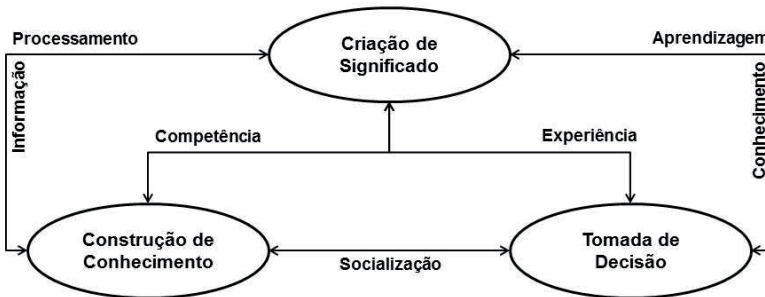 Processamento
Criação de
Significado
Aprendizagem
Informação
Conhecimento
Competência
Experiência
Construção de
Conhecimento
Socialização
Tomada de
Decisão